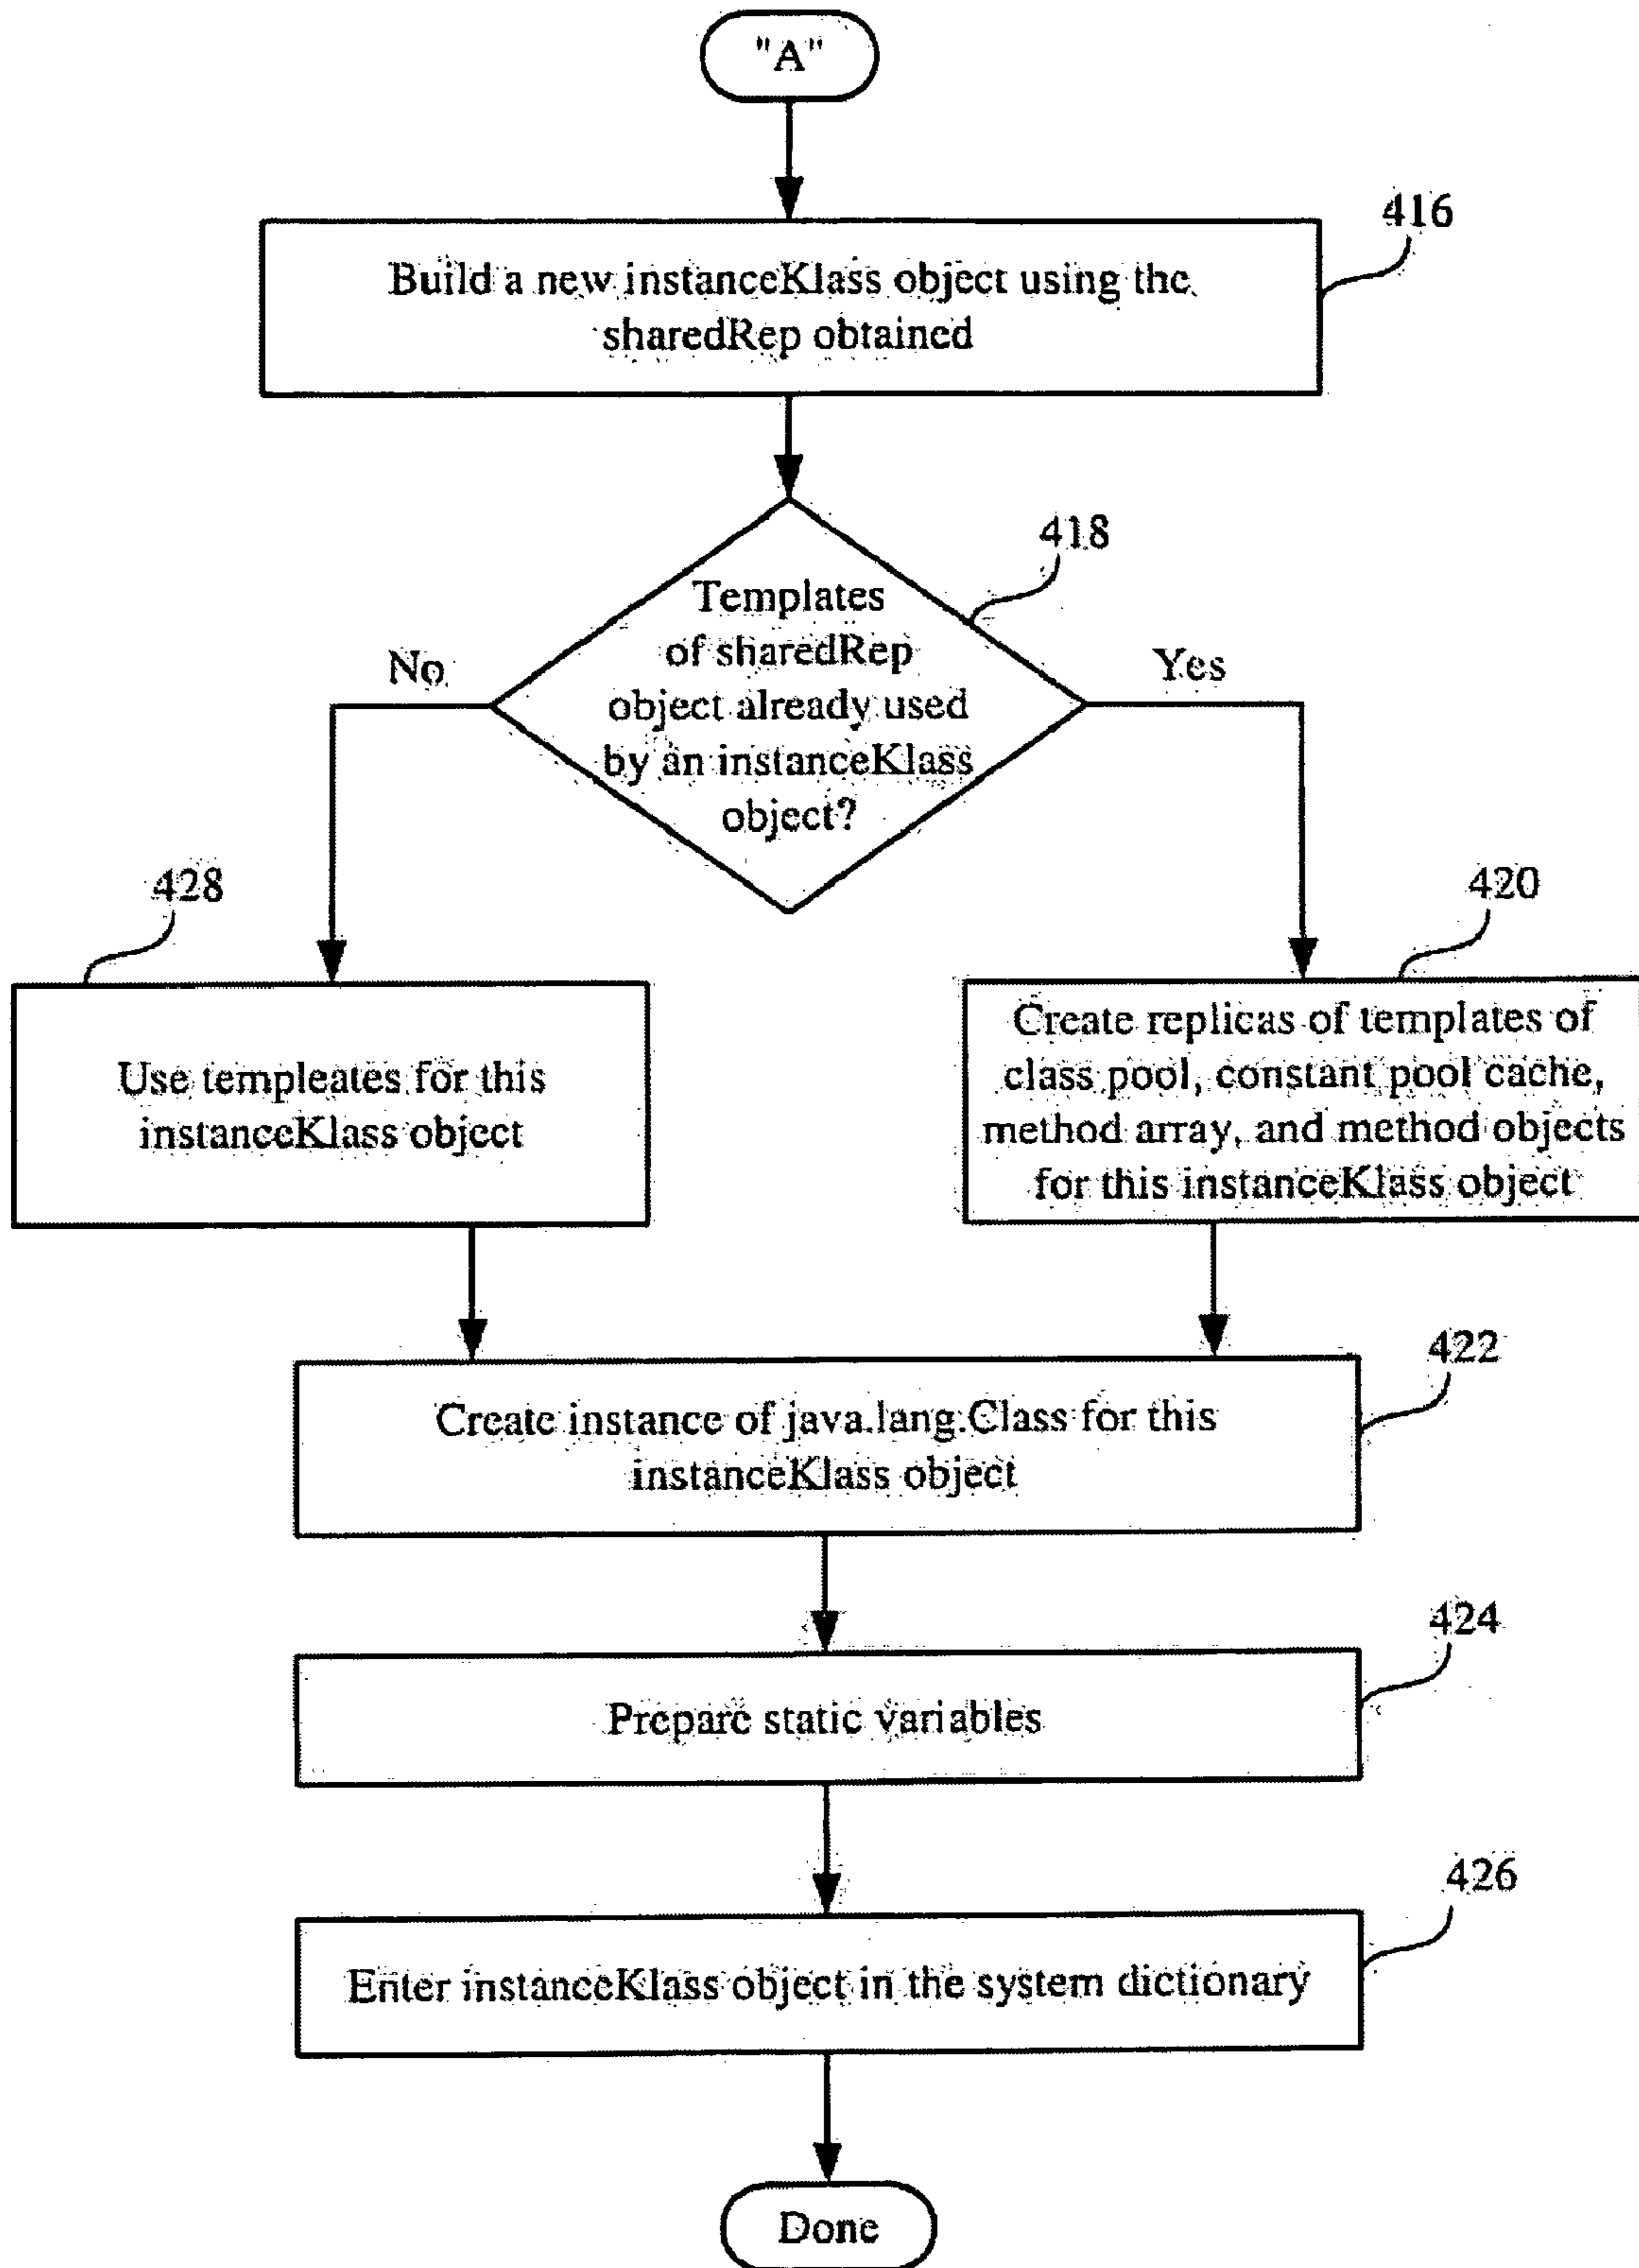 "A"
416
Build a new instanceKlass object using the
sharedRep obtained
418
Templates
of sharedRep
object already used
by an instanceKlass
object?
No
Yes
428
420
Use templeates for this
instanceKlass object
Create replicas of templates of
class pool, constant pool cache,
method array, and method objects
for this instanceKlass object
422
Create instance of java.lang.Class for this
instanceKlass object
424
Prepare static variables
426
Enter instanceKlass object in the system dictionary
Done